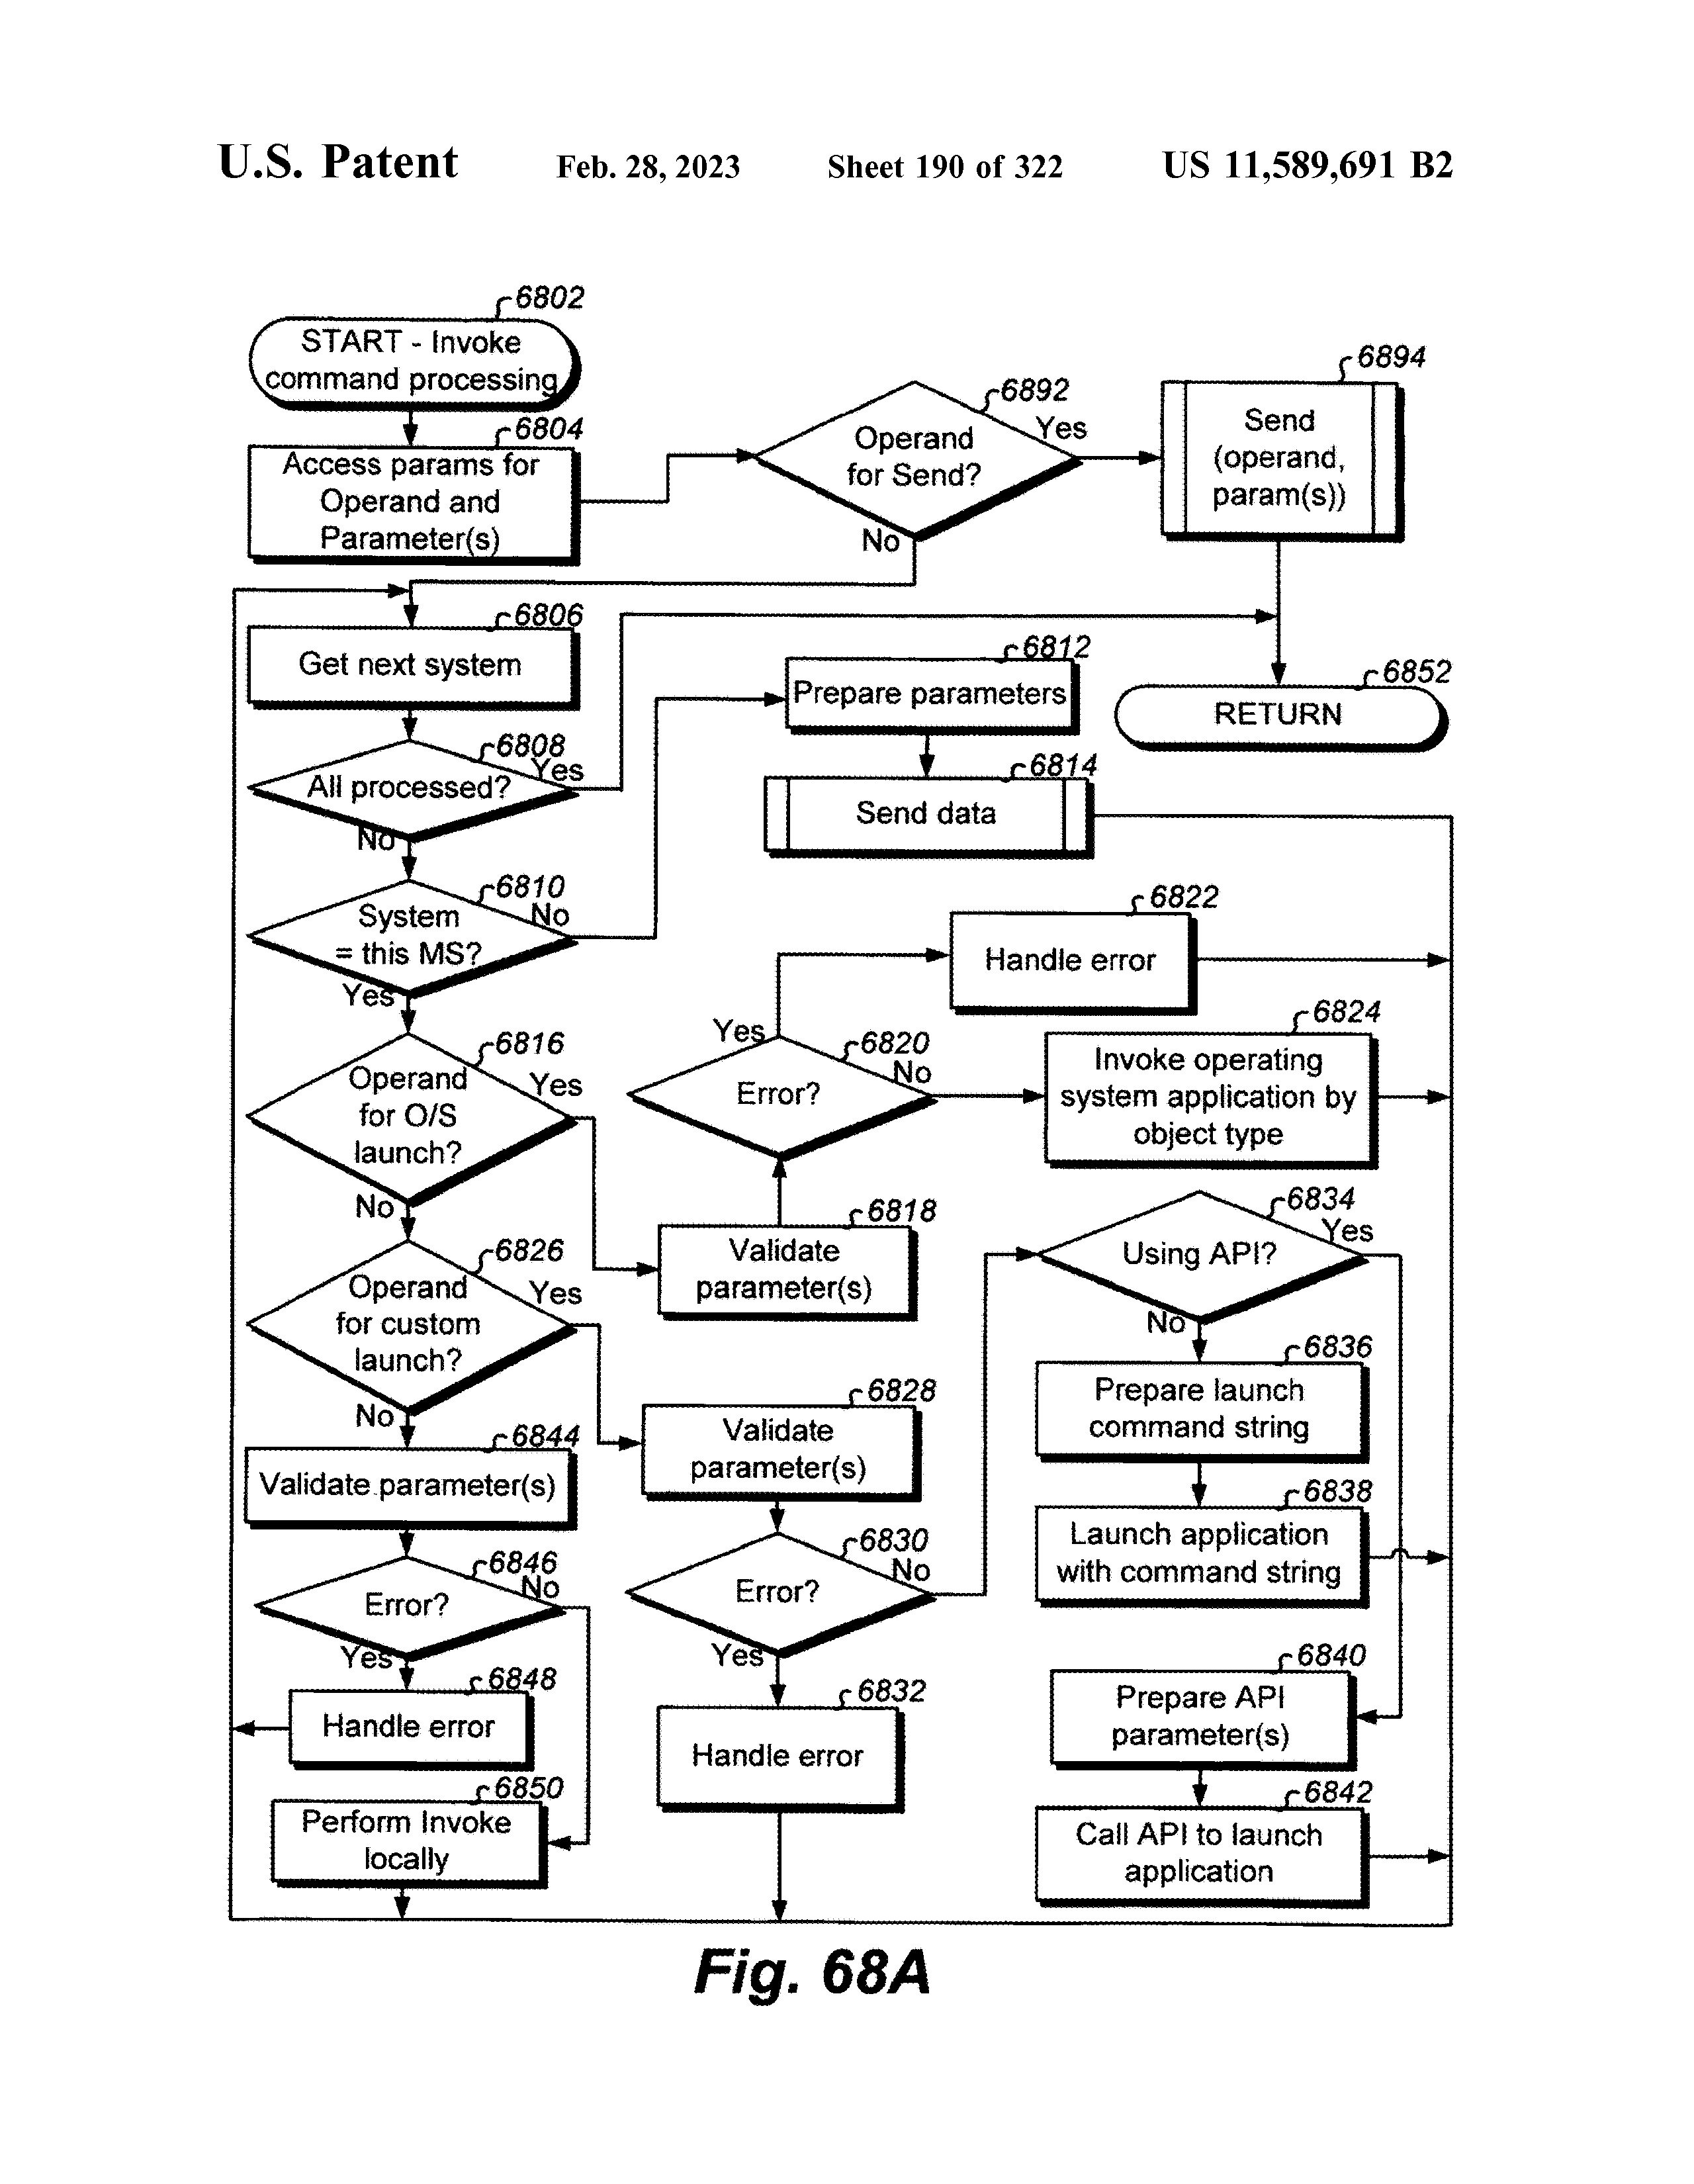 U.S. Patent Feb. 28, 2023 Sheet 190 of 322 US 11,589,691 B2
6802
START - Invoke
command processing
6804
Access params for
Operand and
Parameter(s)
6892
Operand
for Send?
Yes
No
6894
Send
(operand,
param(s))
6806
Get next system
6852
RETURN
6808
All processed?
Yes
No
6812
Prepare parameters
6814
Send data
6810
System
= this MS?
No
Yes
6816
Operand
for O/S
launch?
Yes
No
6818
Validate
parameter(s)
6820
Error?
Yes
No
6822
Handle error
6824
Invoke operating
system application by
object type
6826
Operand
for custom
launch?
Yes
No
6828
Validate
parameter(s)
6830
Error?
No
Yes
6832
Handle error
6834
Using API?
Yes
No
6836
Prepare launch
command string
6838
Launch application
with command string
6840
Prepare API
parameter(s)
6842
Call API to launch
application
6844
Validate parameter(s)
6846
Error?
No
Yes
6848
Handle error
6850
Perform Invoke
locally
Fig. 68A